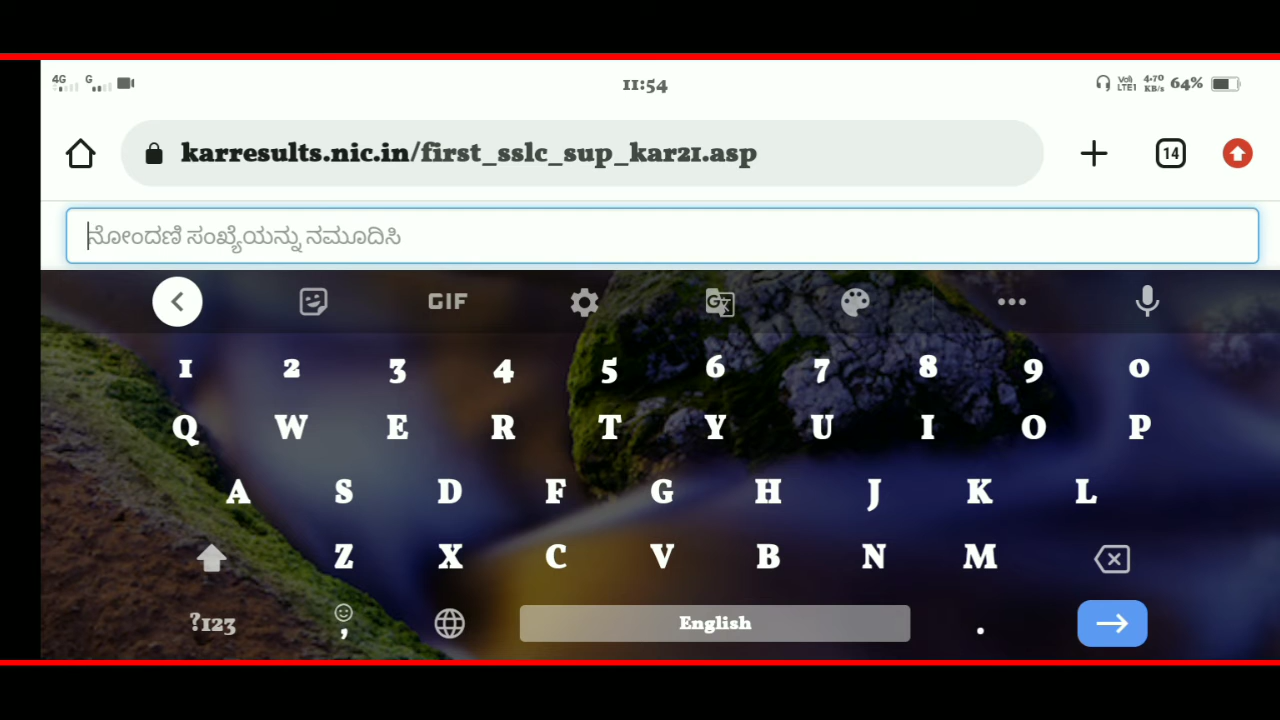 4G G 11:54 Vol) LTE1 4.70 KB/s 64%
karresults.nic.in/first_sslc_sup_kar21.asp 14
ನೋಂದಣಿ ಸಂಖ್ಯೆಯನ್ನು ನಮೂದಿಸಿ
GIF G
1 2 3 4 5 6 7 8 9 0
Q W E R T Y U I O P
A S D F G H J K L
Z X C V B N M
?123 , English .